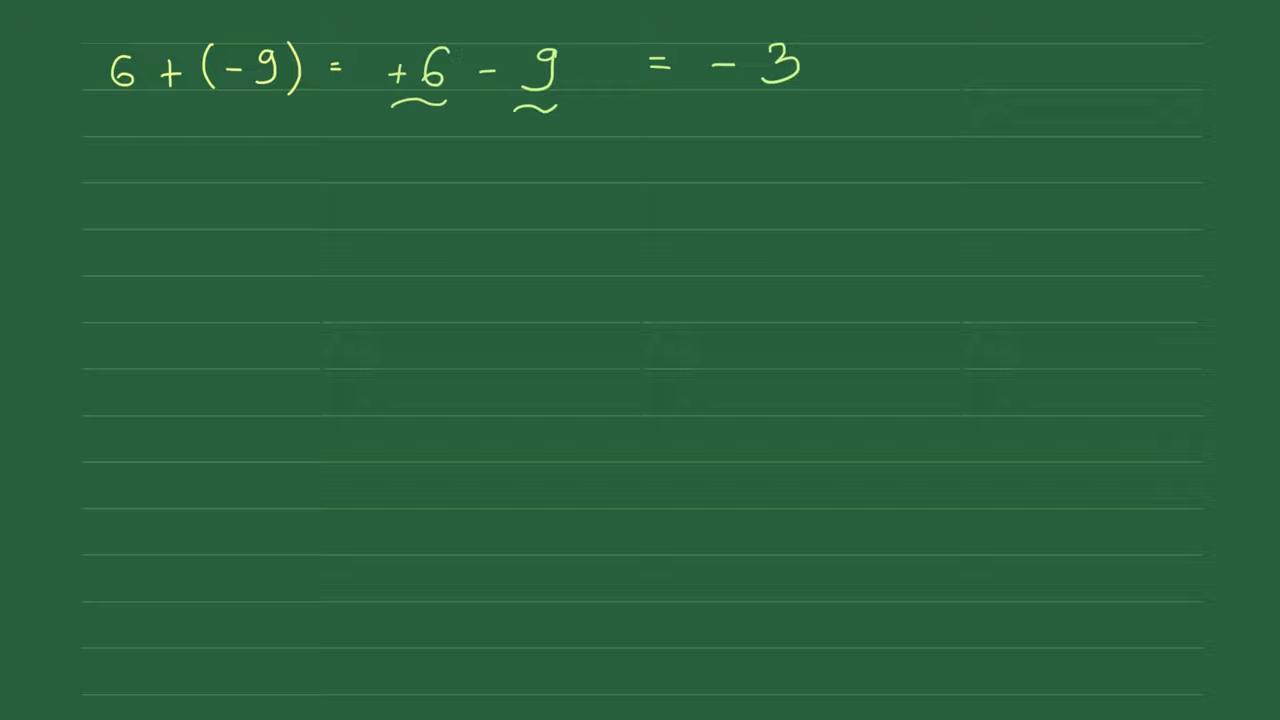 6 + (-9) = +6 - 9 = - 3